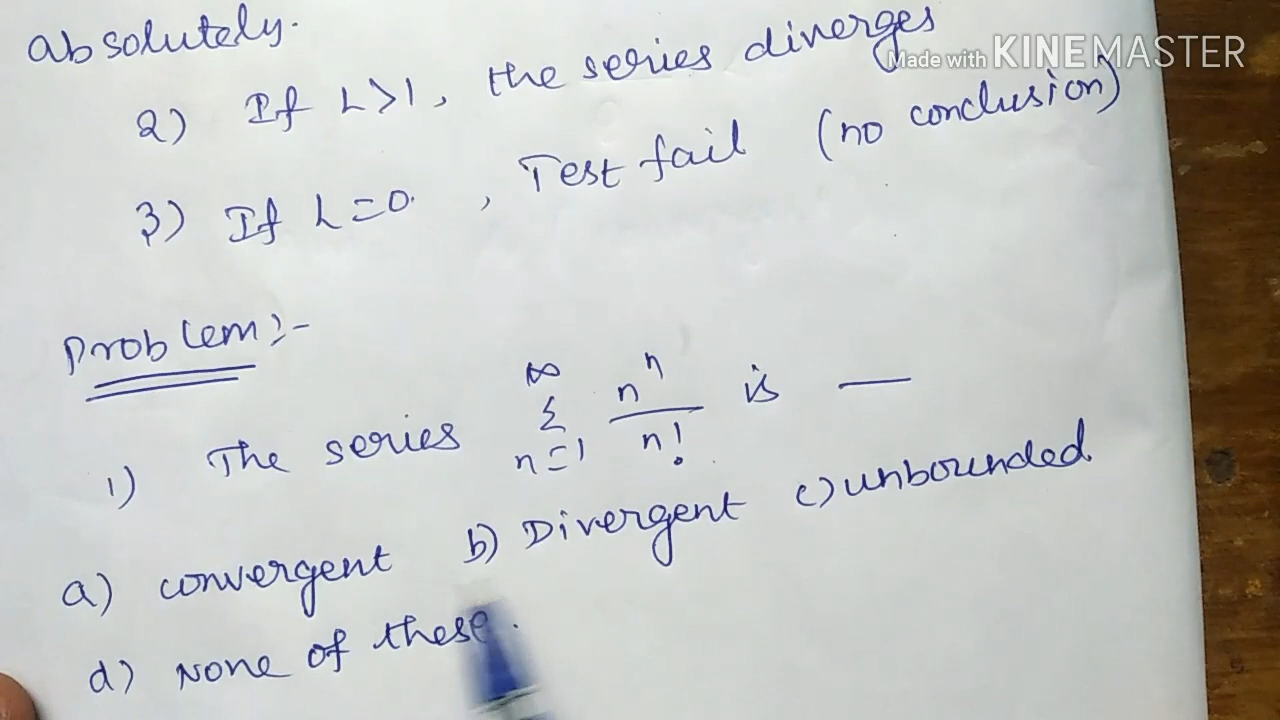 absolutely.
Made with KINEMASTER
2) If L>1, the series diverges
3) If L=0. , Test fail (no conclusion)
Problem:-
1) The series ∞ Σ n=1 n^n / n! is —
a) convergent b) Divergent c) unbounded
d) None of these.